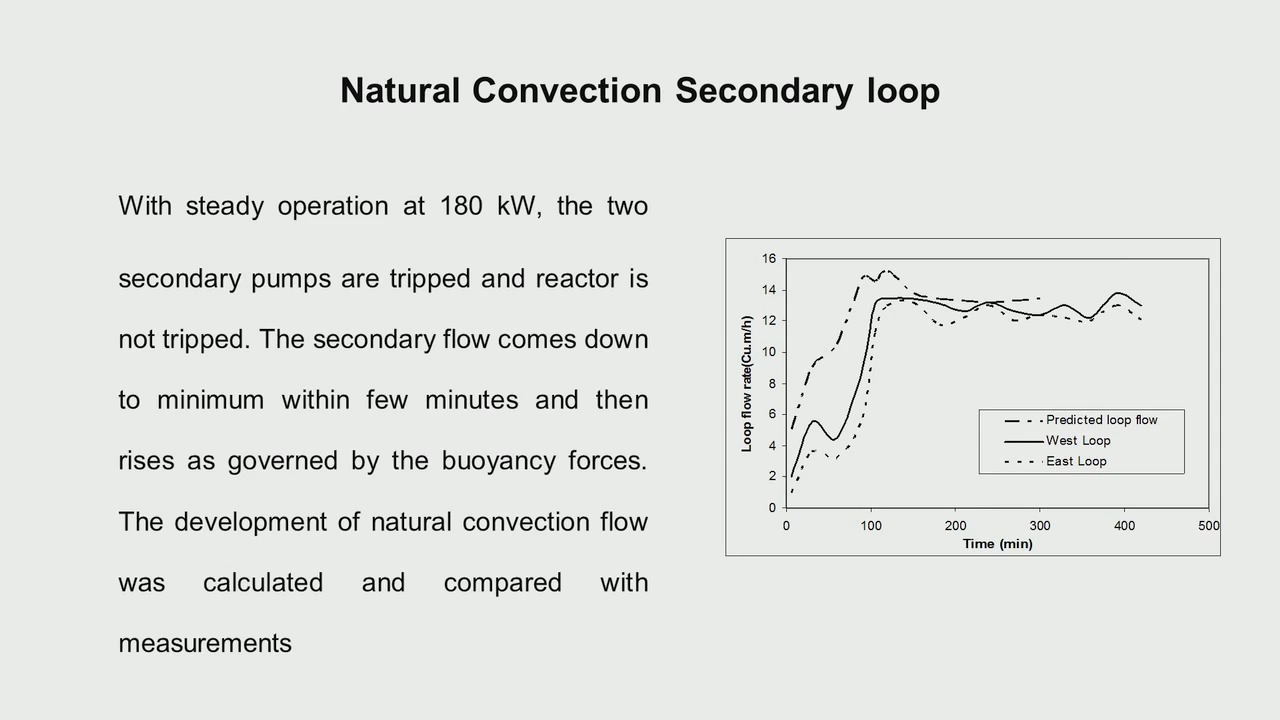 Natural Convection Secondary loop
With steady operation at 180 kW, the two
secondary pumps are tripped and reactor is
not tripped. The secondary flow comes down
to minimum within few minutes and then
rises as governed by the buoyancy forces.
The development of natural convection flow
was calculated and compared with
measurements
Loop flow rate(Cu.m/h)
16
14
12
10
8
6
4
2
0
0 100 200 300 400 500
Time (min)
Predicted loop flow
West Loop
East Loop